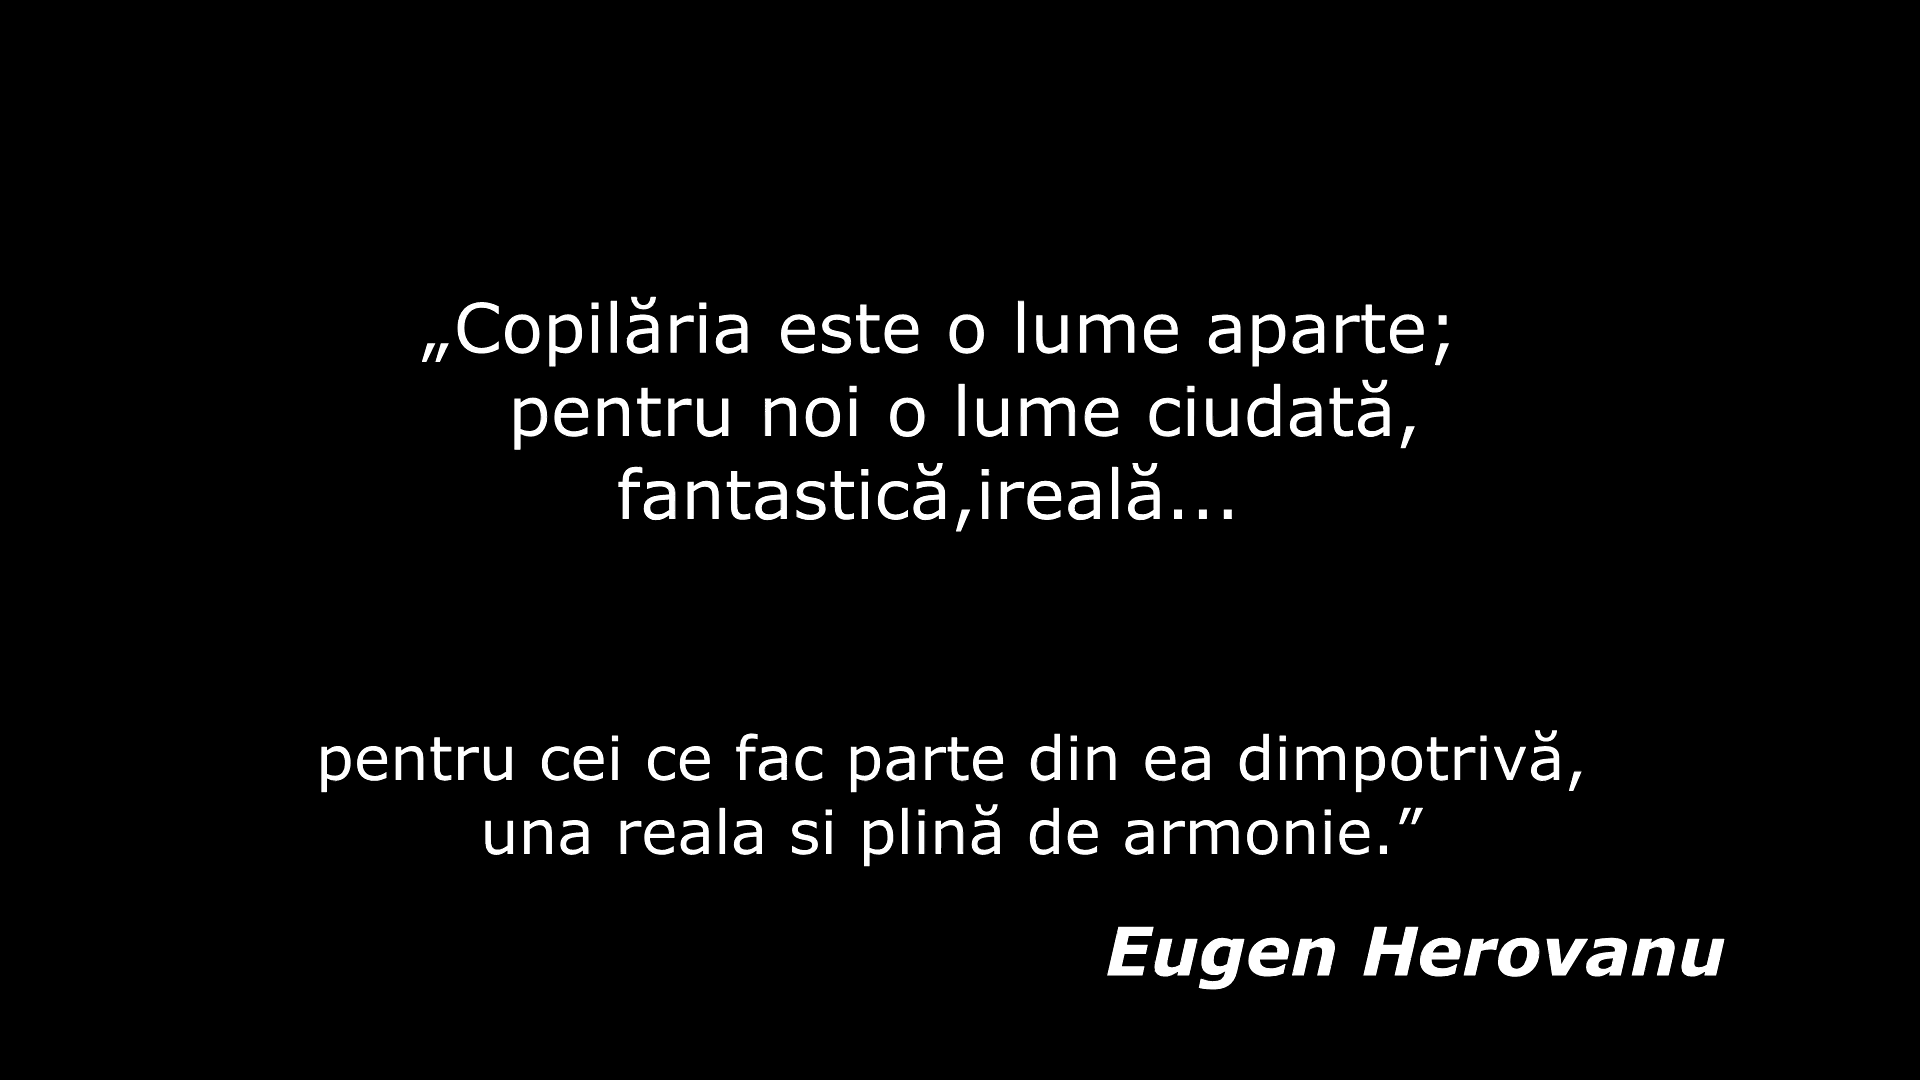 „Copilăria este o lume aparte;
pentru noi o lume ciudată,
fantastică,ireală...
pentru cei ce fac parte din ea dimpotrivă,
una reala si plină de armonie.”
Eugen Herovanu